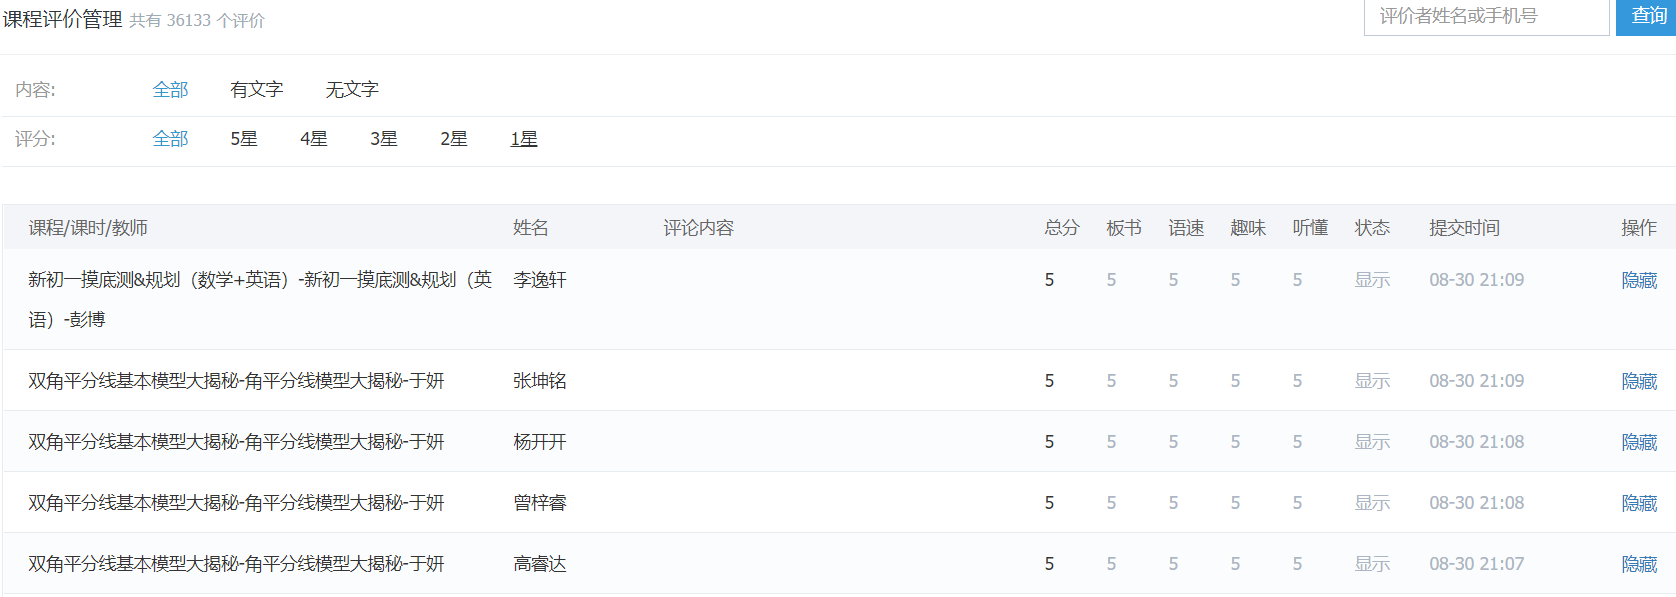 课程评价管理 共有 36133 个评价 评价者姓名或手机号 查询
内容: 全部 有文字 无文字
评分: 全部 5星 4星 3星 2星 1星
课程/课时/教师 姓名 评论内容 总分 板书 语速 趣味 听懂 状态 提交时间 操作
新初一摸底测&规划（数学+英语）-新初一摸底测&规划（英 李逸轩 5 5 5 5 5 显示 08-30 21:09 隐藏
语）-彭博
双角平分线基本模型大揭秘-角平分线模型大揭秘-于妍 张坤铭 5 5 5 5 5 显示 08-30 21:09 隐藏
双角平分线基本模型大揭秘-角平分线模型大揭秘-于妍 杨开开 5 5 5 5 5 显示 08-30 21:08 隐藏
双角平分线基本模型大揭秘-角平分线模型大揭秘-于妍 曾梓睿 5 5 5 5 5 显示 08-30 21:08 隐藏
双角平分线基本模型大揭秘-角平分线模型大揭秘-于妍 高睿达 5 5 5 5 5 显示 08-30 21:07 隐藏